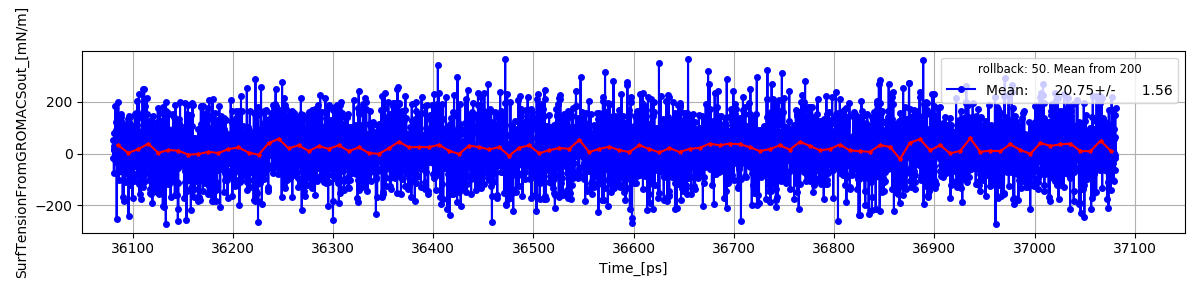 SurfTensionFromGROMACSout_[mN/m]
200
0
−200
rollback: 50. Mean from 200
Mean: 20.75+/- 1.56
36100 36200 36300 36400 36500 36600 36700 36800 36900 37000 37100
Time_[ps]